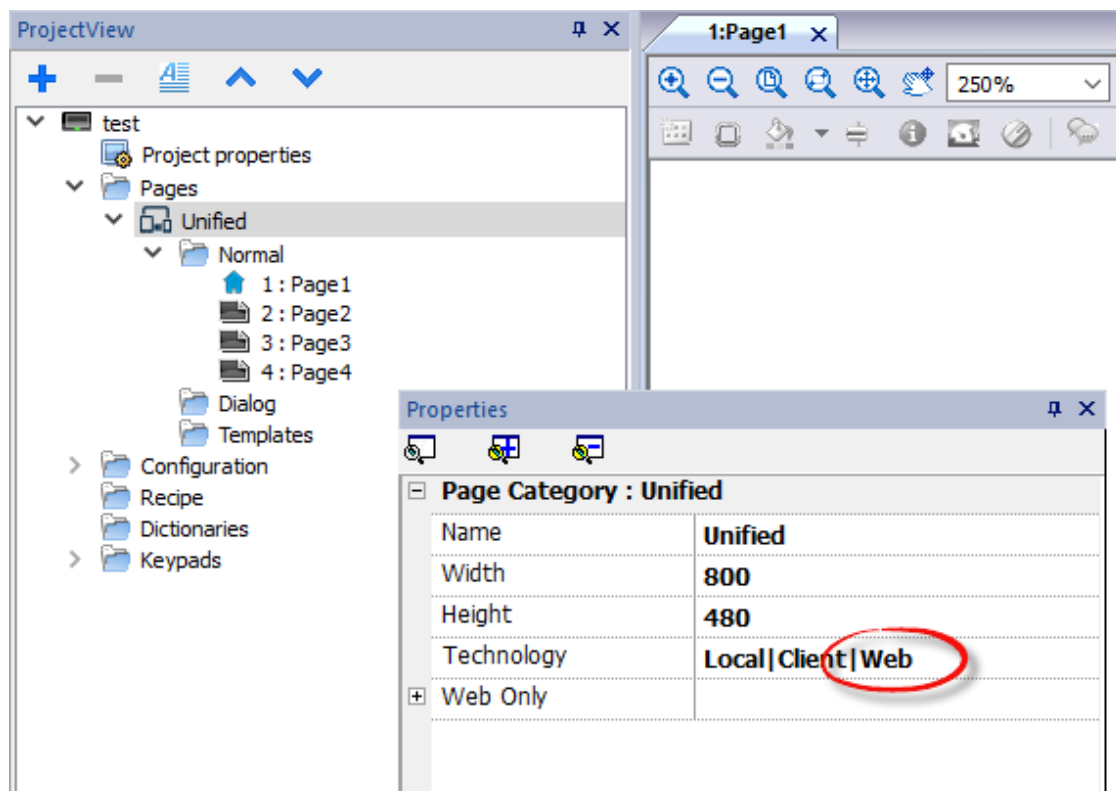 ProjectView
1:Page1
250%
test
Project properties
Pages
Unified
Normal
1 : Page1
2 : Page2
3 : Page3
4 : Page4
Dialog
Templates
Configuration
Recipe
Dictionaries
Keypads
Properties
Page Category : Unified
Name Unified
Width 800
Height 480
Technology Local|Client|Web
Web Only